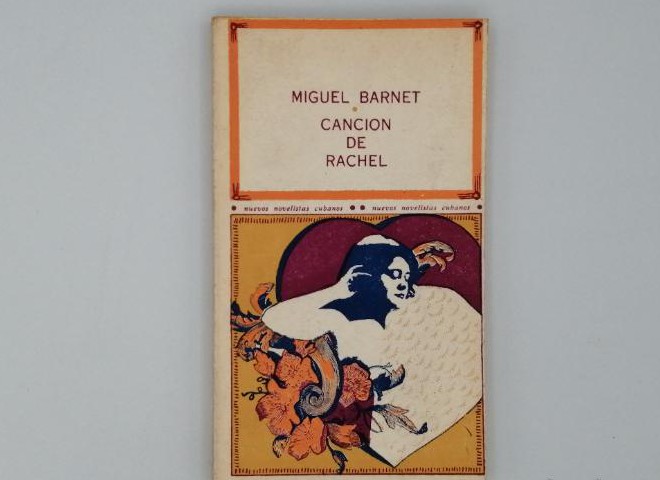 MIGUEL BARNET
CANCION
DE
RACHEL
• nuevos novelistas cubanos • • nuevos novelistas cubanos •